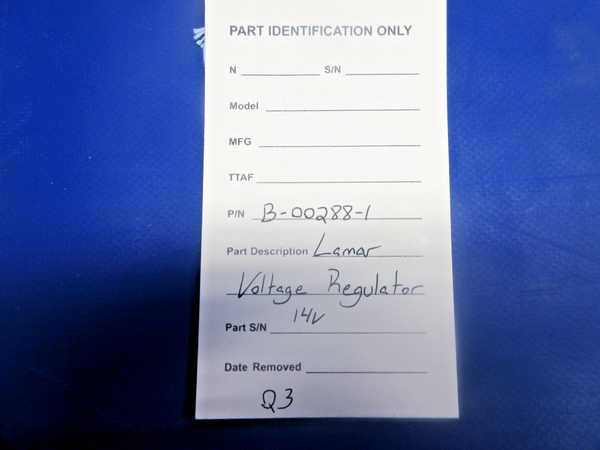 PART IDENTIFICATION ONLY
N S/N
Model
MFG
TTAF
P/N B-00288-1
Part Description Lamar
Voltage Regulator
14V
Part S/N
Date Removed
Q3